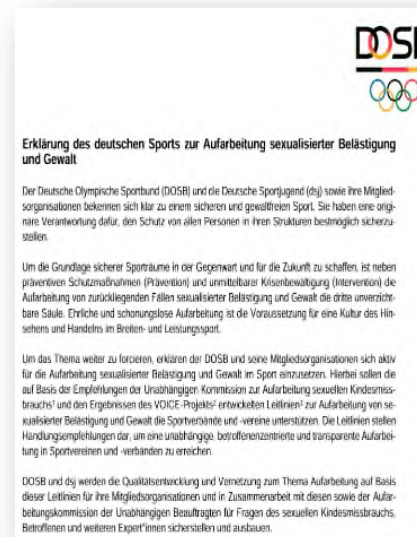 DOSB
Erklärung des deutschen Sports zur Aufarbeitung sexualisierter Belästigung
und Gewalt
Der Deutsche Olympische Sportbund (DOSB) und die Deutsche Sportjugend (dsj) sowie ihre Mitglied-
sorganisationen bekennen sich klar zu einem sicheren und gewaltfreien Sport. Sie haben eine origi-
näre Verantwortung dafür, den Schutz von allen Personen in ihren Strukturen bestmöglich sicherzu-
stellen.
Um die Grundlage sicherer Sporträume in der Gegenwart und für die Zukunft zu schaffen, ist neben
präventiven Schutzmaßnahmen (Prävention) und unmittelbarer Krisenbewältigung (Intervention) die
Aufarbeitung von zurückliegenden Fällen sexualisierter Belästigung und Gewalt die dritte unverzicht-
bare Säule. Ehrliche und schonungslose Aufarbeitung ist die Voraussetzung für eine Kultur des Hin-
sehens und Handelns im Breiten- und Leistungssport.
Um das Thema weiter zu forcieren, erklären der DOSB und seine Mitgliedsorganisationen sich aktiv
für die Aufarbeitung sexualisierter Belästigung und Gewalt im Sport einzusetzen. Hierbei sollen die
auf Basis der Empfehlungen der Unabhängigen Kommission zur Aufarbeitung sexuellen Kindesmiss-
brauchs¹ und den Ergebnissen des VOICE-Projekts² entwickelten Leitlinien³ zur Aufarbeitung von se-
xualisierter Belästigung und Gewalt die Sportverbände und -vereine unterstützen. Die Leitlinien stellen
Handlungsempfehlungen dar, um eine unabhängige, betroffenenzentrierte und transparente Aufarbei-
tung in Sportvereinen und -verbänden zu erreichen.
DOSB und dsj werden die Qualitätsentwicklung und Vernetzung zum Thema Aufarbeitung auf Basis
dieser Leitlinien für ihre Mitgliedsorganisationen und in Zusammenarbeit mit diesen sowie der Aufar-
beitungskommission der Unabhängigen Beauftragten für Fragen des sexuellen Kindesmissbrauchs,
Betroffenen und weiteren Expert*innen sicherstellen und ausbauen.